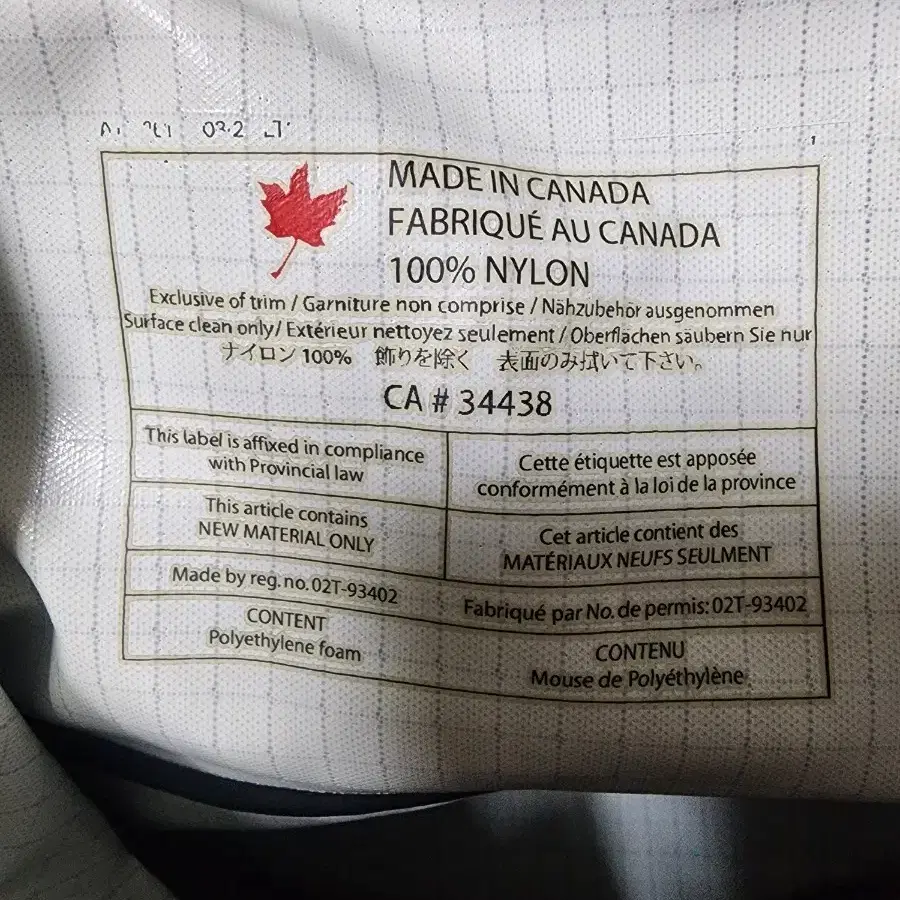 MADE IN CANADA
FABRIQUÉ AU CANADA
100% NYLON
Exclusive of trim / Garniture non comprise / Nähzubehör ausgenommen
Surface clean only/ Extérieur nettoyez seulement / Oberflächen säubern Sie nur
ナイロン 100% 飾りを除く 表面のみ拭いて下さい。
CA # 34438
This label is affixed in compliance
with Provincial law
Cette étiquette est apposée
conformément à la loi de la province
This article contains
NEW MATERIAL ONLY
Cet article contient des
MATÉRIAUX NEUFS SEULMENT
Made by reg. no. 02T-93402
Fabriqué par No. de permis: 02T-93402
CONTENT
Polyethylene foam
CONTENU
Mousse de Polyéthylène